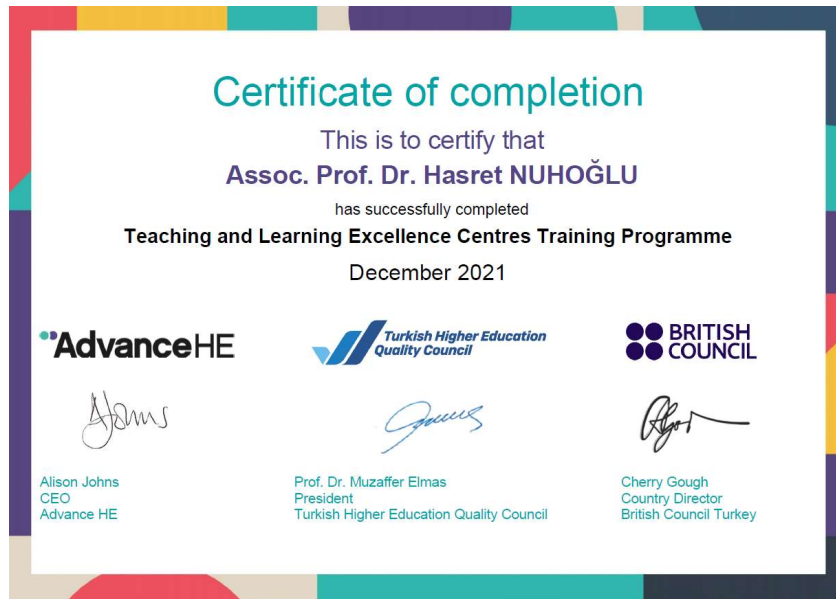 Certificate of completion
This is to certify that
Assoc. Prof. Dr. Hasret NUHOĞLU
has successfully completed
Teaching and Learning Excellence Centres Training Programme
December 2021
AdvanceHE
Turkish Higher Education
Quality Council
BRITISH
COUNCIL
Alison Johns
CEO
Advance HE
Prof. Dr. Muzaffer Elmas
President
Turkish Higher Education Quality Council
Cherry Gough
Country Director
British Council Turkey